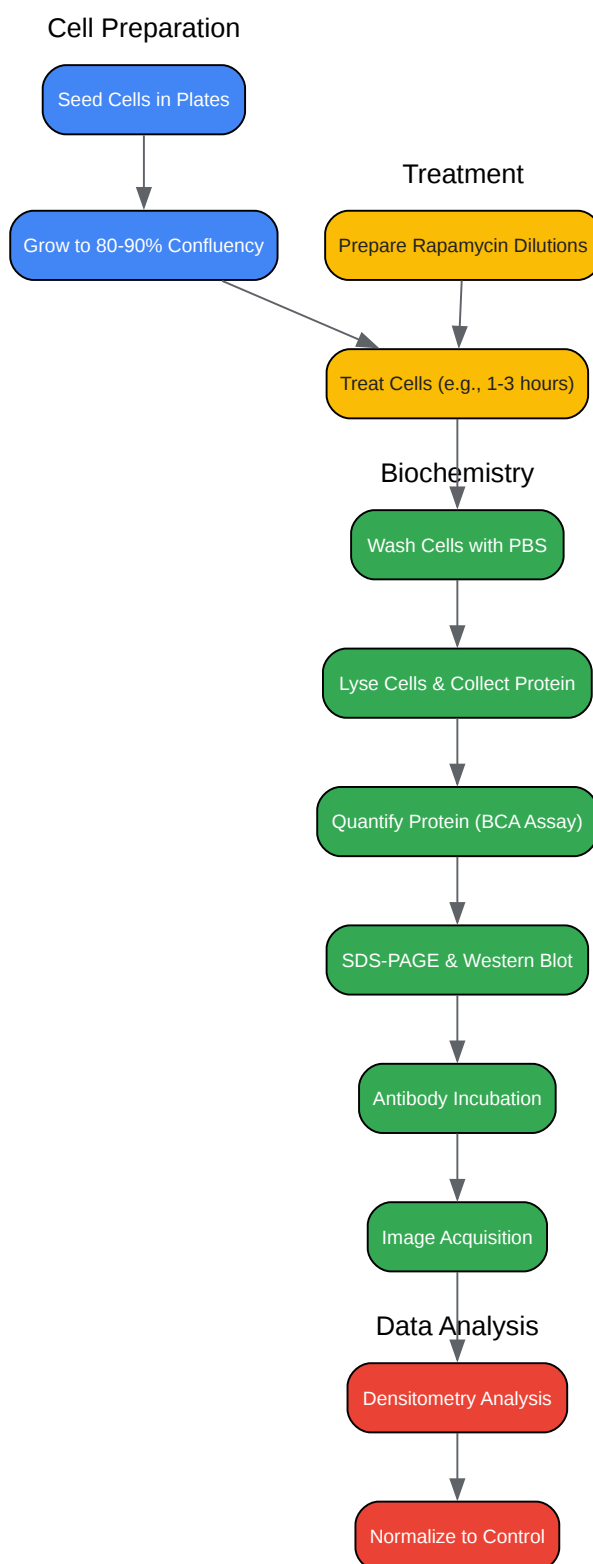 Cell Preparation
Seed Cells in Plates
Treatment
Grow to 80-90% Confluency
Prepare Rapamycin Dilutions
Treat Cells (e.g., 1-3 hours)
Biochemistry
Wash Cells with PBS
Lyse Cells & Collect Protein
Quantify Protein (BCA Assay)
SDS-PAGE & Western Blot
Antibody Incubation
Image Acquisition
Data Analysis
Densitometry Analysis
Normalize to Control